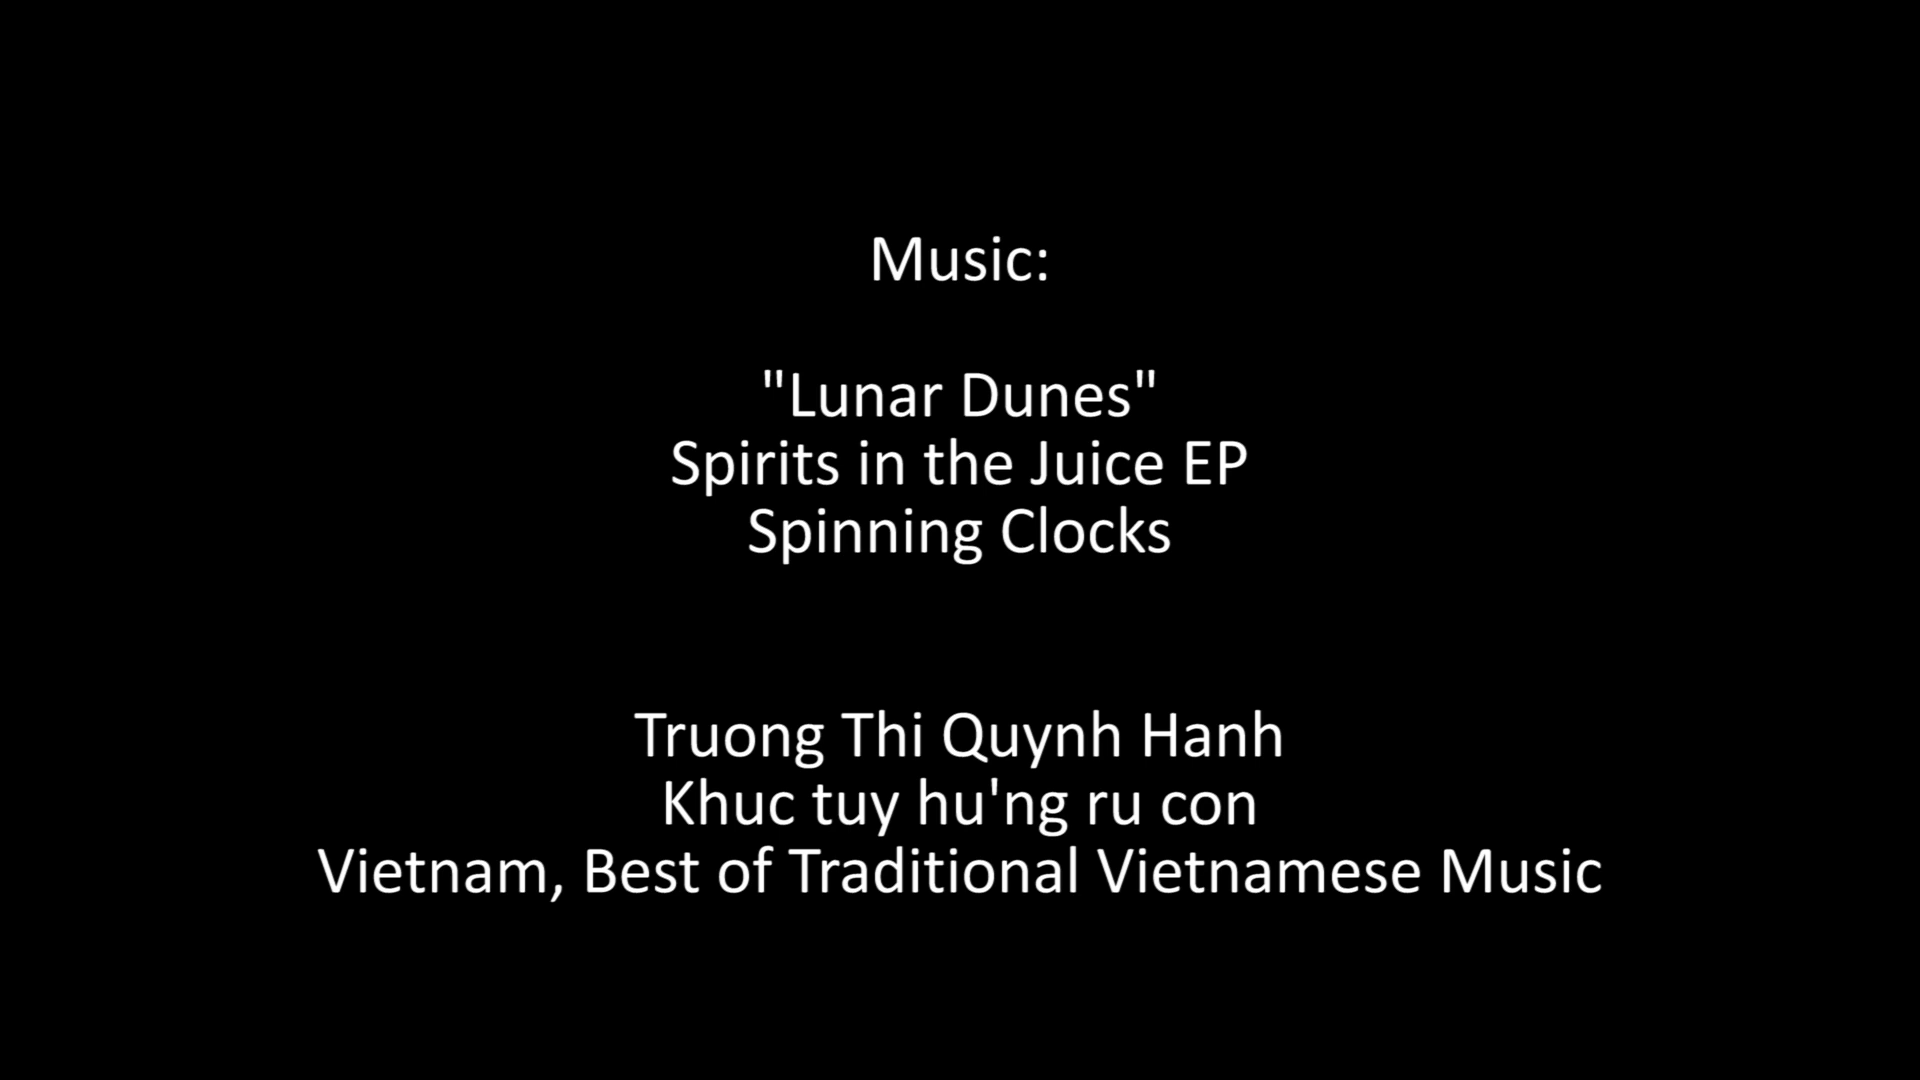 Music:
"Lunar Dunes"
Spirits in the Juice EP
Spinning Clocks
Truong Thi Quynh Hanh
Khuc tuy hu'ng ru con
Vietnam, Best of Traditional Vietnamese Music